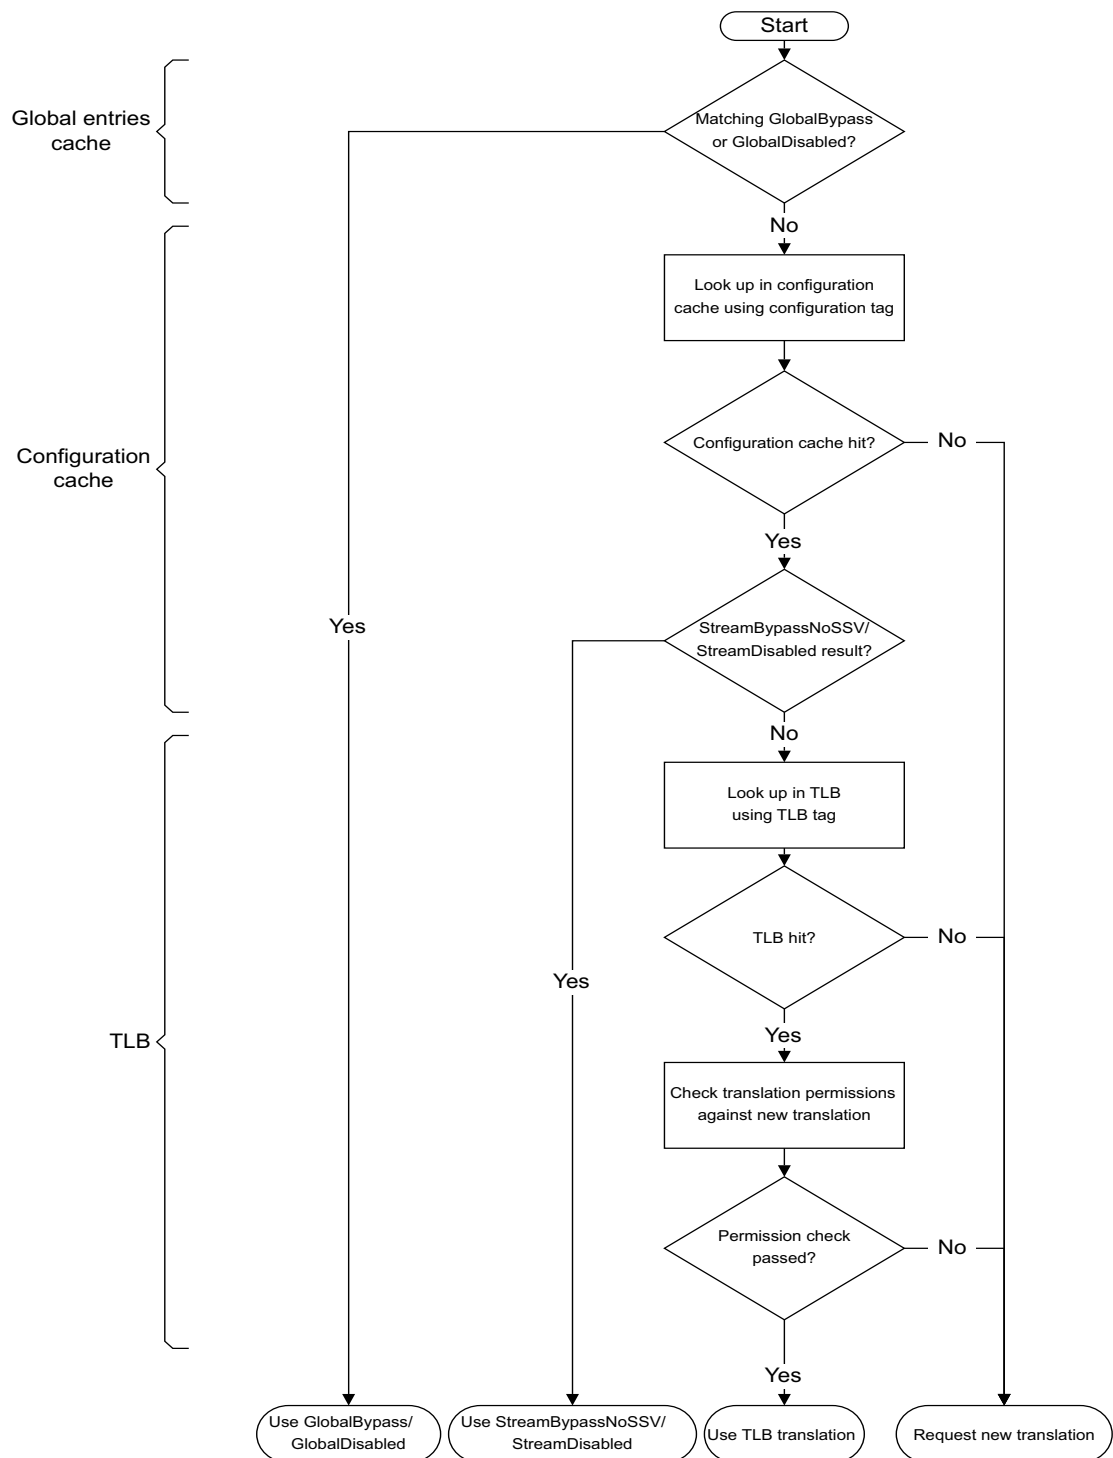 Start
Global entries
cache
Matching GlobalBypass
or GlobalDisabled?
No
Look up in configuration
cache using configuration tag
Configuration
cache
Configuration cache hit?
No
Yes
Yes
StreamBypassNoSSV/
StreamDisabled result?
No
Look up in TLB
using TLB tag
TLB hit?
No
Yes
Yes
TLB
Check translation permissions
against new translation
Permission check
passed?
No
Yes
Use GlobalBypass/
GlobalDisabled
Use StreamBypassNoSSV/
StreamDisabled
Use TLB translation
Request new translation